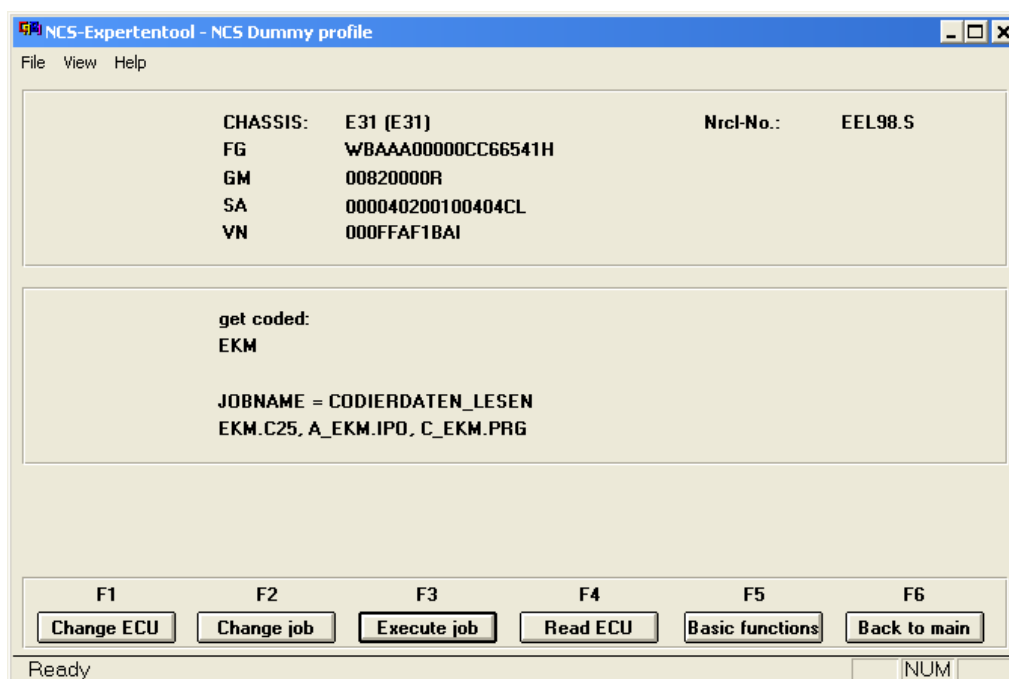 NCS-Expertentool - NCS Dummy profile
File View Help
CHASSIS: E31 (E31) Nrcl-No.: EEL98.S
FG WBAAA00000CC66541H
GM 00820000R
SA 000040200100404CL
VN 000FFAF1BAI
get coded:
EKM
JOBNAME = CODIERDATEN_LESEN
EKM.C25, A_EKM.IPO, C_EKM.PRG
F1 F2 F3 F4 F5 F6
Change ECU Change job Execute job Read ECU Basic functions Back to main
Ready NUM